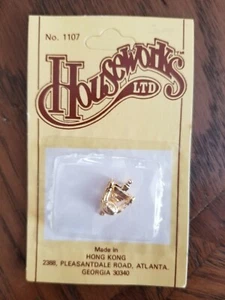 No. 1107
Houseworks
LTD
Made in
HONG KONG
2388, PLEASANTDALE ROAD, ATLANTA,
GEORGIA 30340